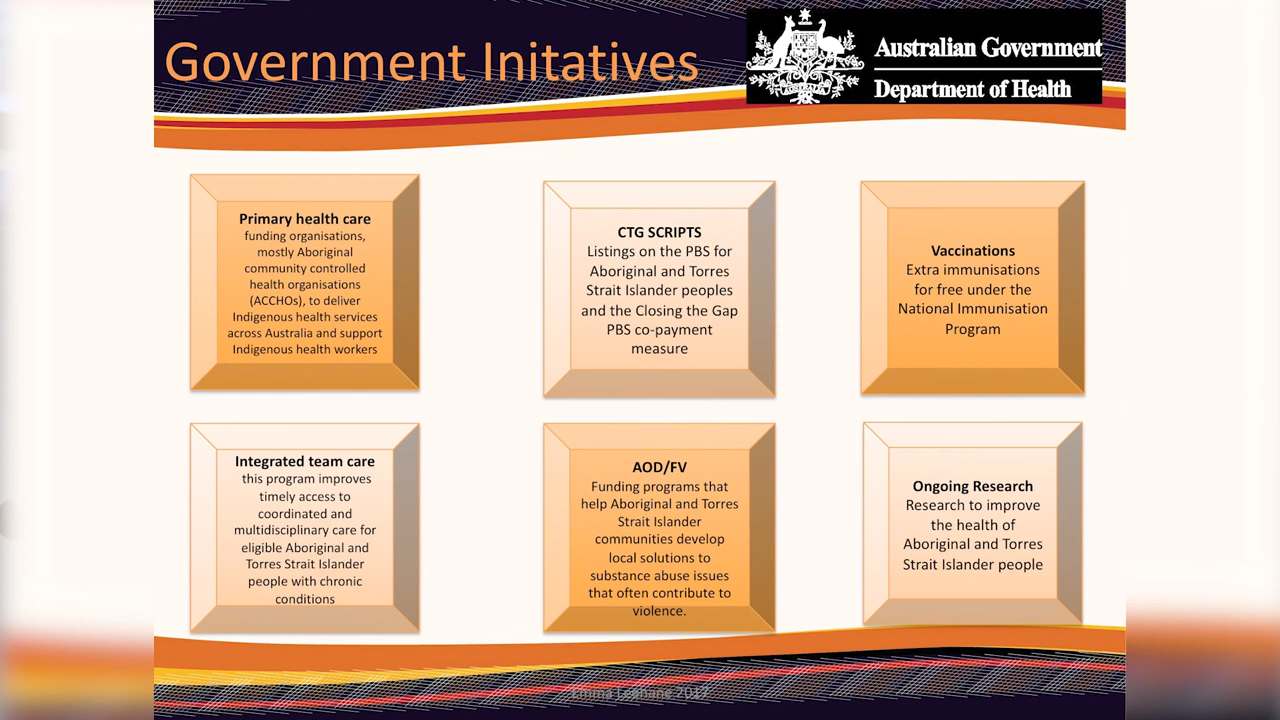 Government Initatives
Australian Government
Department of Health
Primary health care
funding organisations,
mostly Aboriginal
community controlled
health organisations
(ACCHOs), to deliver
Indigenous health services
across Australia and support
Indigenous health workers
CTG SCRIPTS
Listings on the PBS for
Aboriginal and Torres
Strait Islander peoples
and the Closing the Gap
PBS co-payment
measure
Vaccinations
Extra immunisations
for free under the
National Immunisation
Program
Integrated team care
this program improves
timely access to
coordinated and
multidisciplinary care for
eligible Aboriginal and
Torres Strait Islander
people with chronic
conditions
AOD/FV
Funding programs that
help Aboriginal and Torres
Strait Islander
communities develop
local solutions to
substance abuse issues
that often contribute to
violence.
Ongoing Research
Research to improve
the health of
Aboriginal and Torres
Strait Islander people